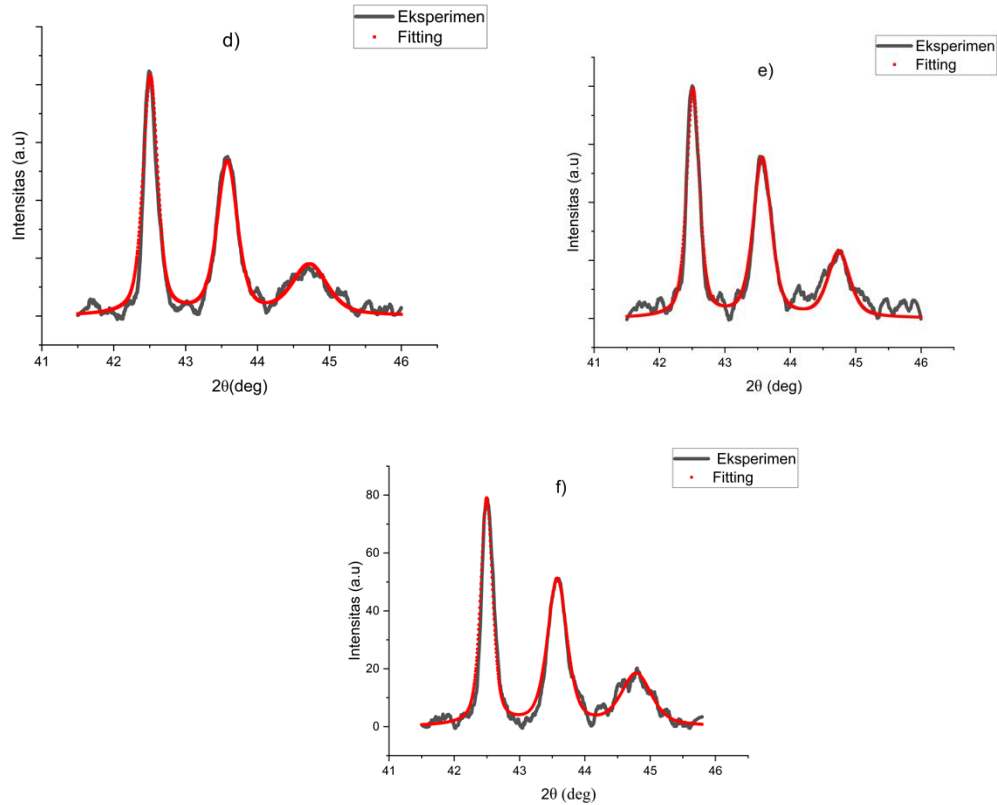 d)
Eksperimen
Fitting
Intensitas (a.u)
41 42 43 44 45 46
2θ(deg)
e)
Eksperimen
Fitting
Intensitas (a.u)
41 42 43 44 45 46
2θ (deg)
f)
Eksperimen
Fitting
Intensitas (a.u)
80
60
40
20
0
41 42 43 44 45 46
2θ (deg)